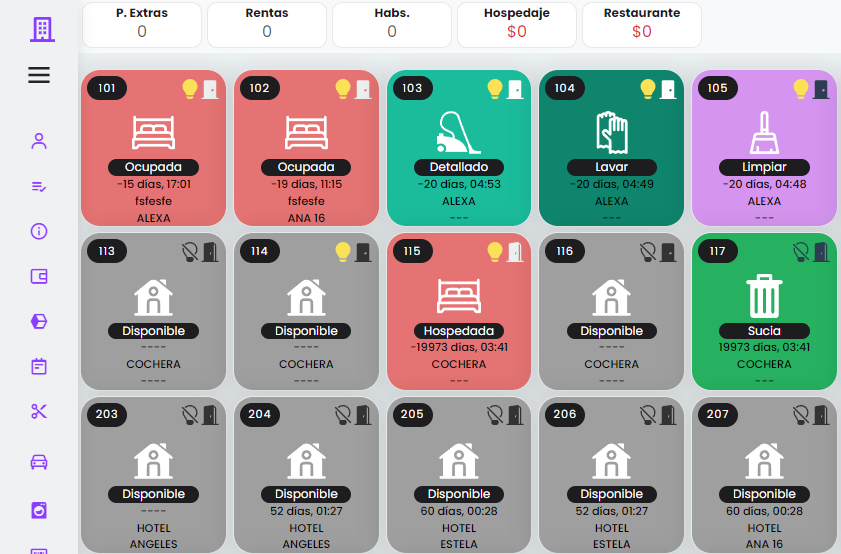 P. Extras
0
Rentas
0
Habs.
0
Hospedaje
$0
Restaurante
$0
101
Ocupada
-15 días, 17:01
fsfesfe
ALEXA
102
Ocupada
-19 días, 11:15
fsfesfe
ANA 16
103
Detallado
-20 días, 04:53
ALEXA
---
104
Lavar
-20 días, 04:49
ALEXA
---
105
Limpiar
-20 días, 04:48
ALEXA
---
113
Disponible
----
COCHERA
----
114
Disponible
----
COCHERA
----
115
Hospedada
-19973 días, 03:41
COCHERA
---
116
Disponible
----
COCHERA
----
117
Sucia
19973 días, 03:41
COCHERA
---
203
Disponible
----
HOTEL
ANGELES
204
Disponible
52 días, 01:27
HOTEL
ANGELES
205
Disponible
60 días, 00:28
HOTEL
ESTELA
206
Disponible
52 días, 01:27
HOTEL
ESTELA
207
Disponible
60 días, 00:28
HOTEL
ANA 16